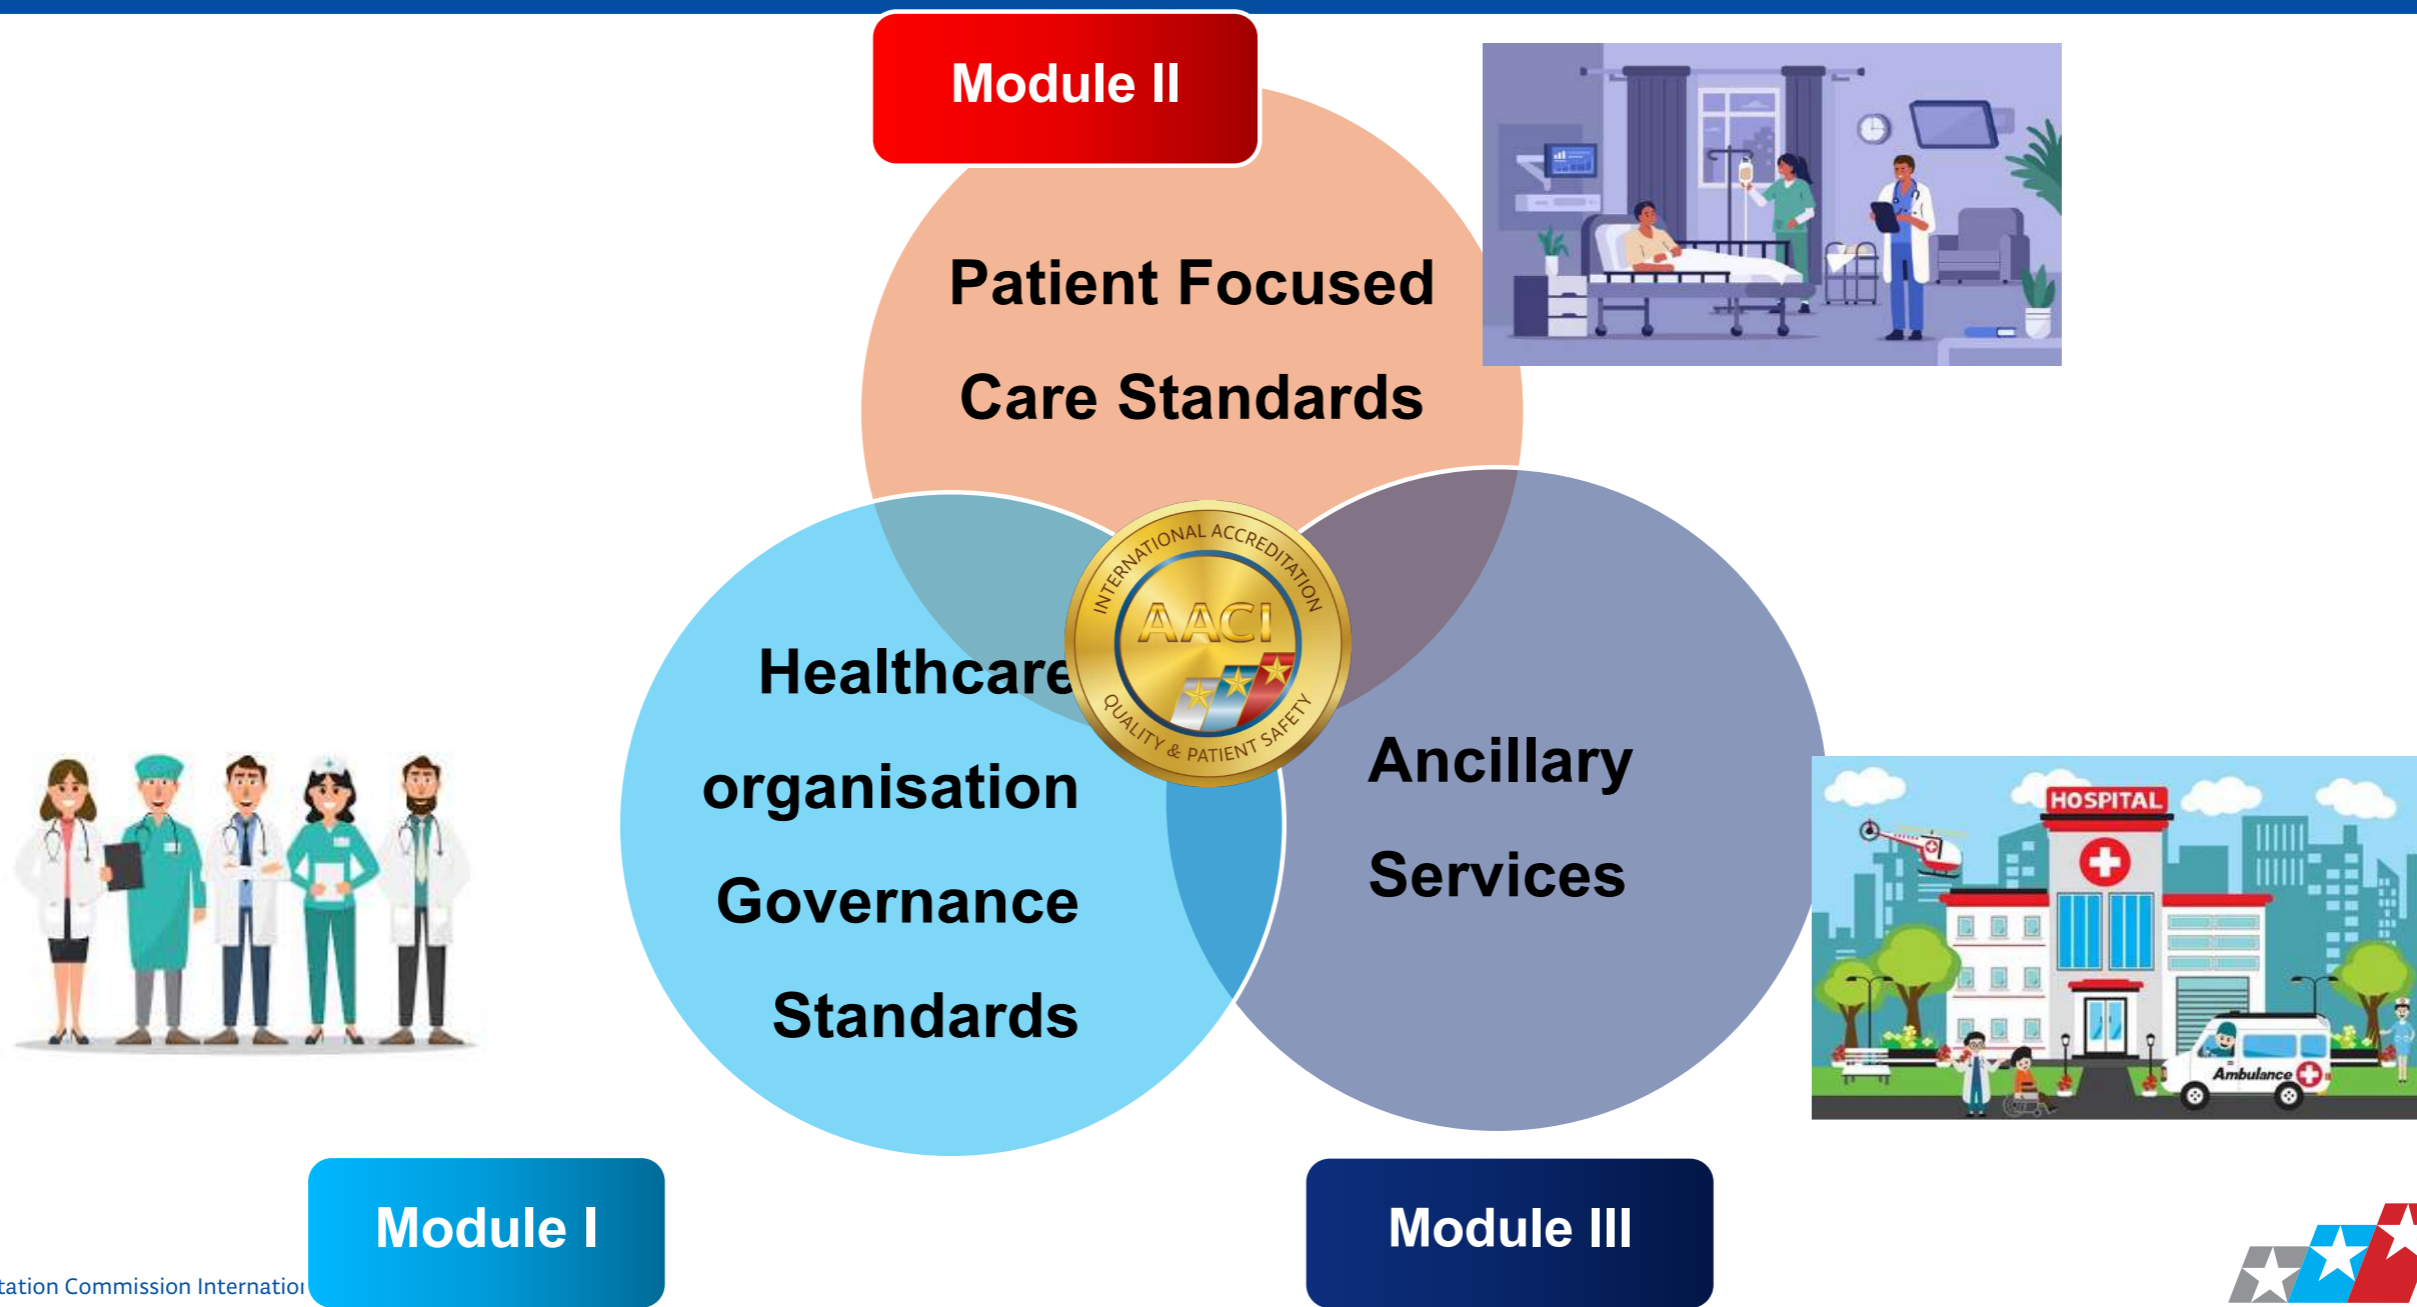 Module II
Patient Focused
Care Standards
INTERNATIONAL ACCREDITATION
AACI
QUALITY & PATIENT SAFETY
Healthcare
organisation
Governance
Standards
Ancillary
Services
HOSPITAL
Ambulance
Module I
Module III
tation Commission Internation